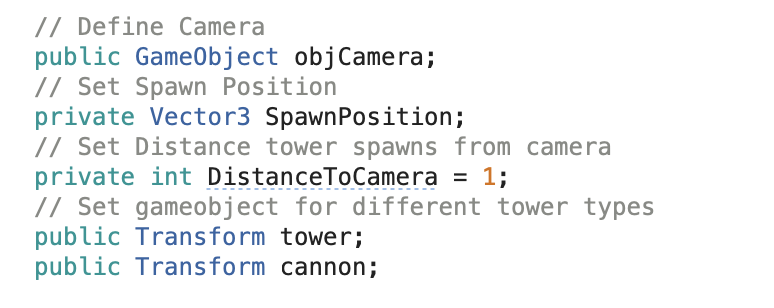 // Define Camera
public GameObject objCamera;
// Set Spawn Position
private Vector3 SpawnPosition;
// Set Distance tower spawns from camera
private int DistanceToCamera = 1;
// Set gameobject for different tower types
public Transform tower;
public Transform cannon;